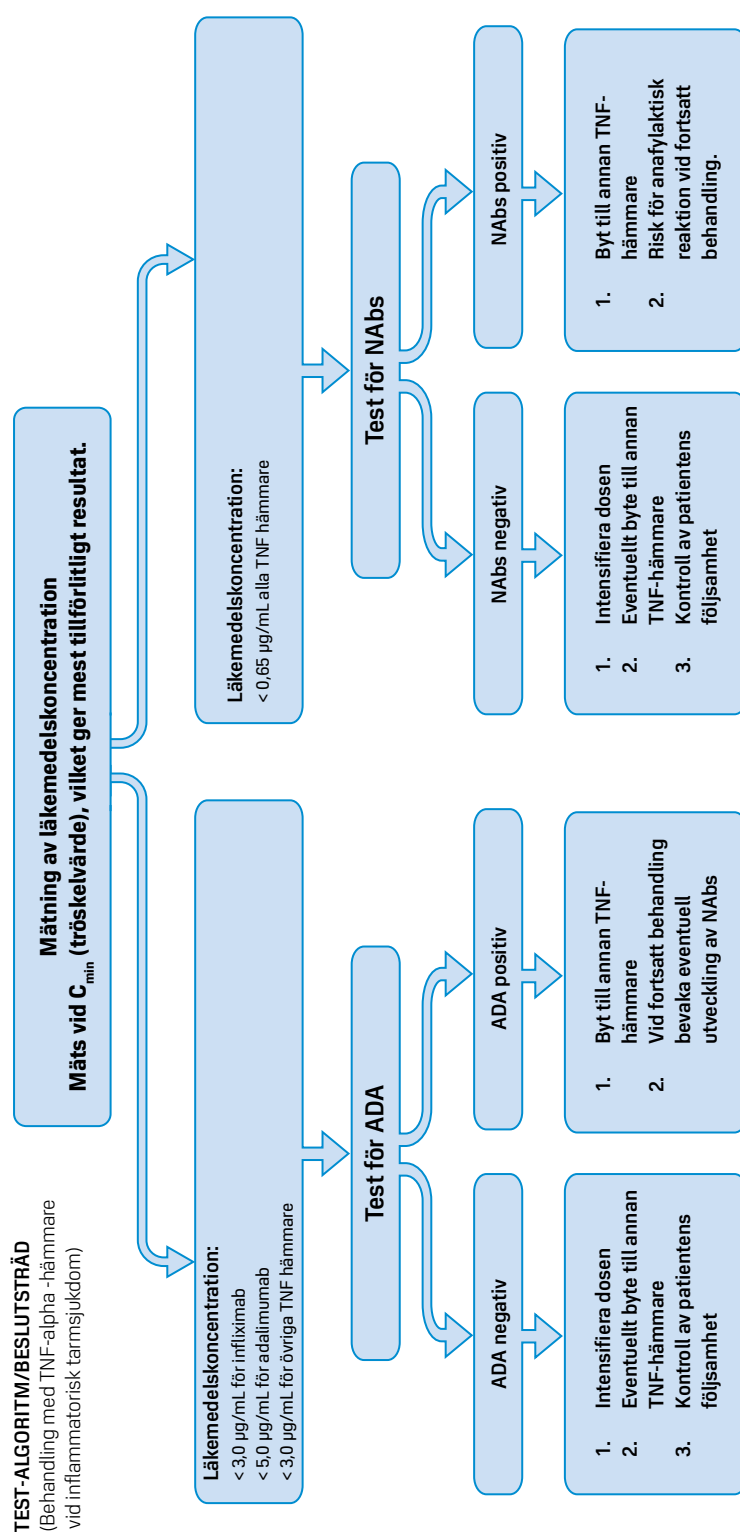 TEST-ALGORITM/BESLUTSTRÄD
(Behandling med TNF-alpha -hämmare
vid inflammatorisk tarmsjukdom)
Mätning av läkemedelskoncentration
Mäts vid Cmin (tröskelvärde), vilket ger mest tillförlitligt resultat.
Läkemedelskoncentration:
< 3,0 µg/mL för infliximab
< 5,0 µg/mL för adalimumab
< 3,0 µg/mL för övriga TNF hämmare
Läkemedelskoncentration:
< 0,65 µg/mL alla TNF hämmare
Test för ADA
Test för NAbs
ADA negativ
ADA positiv
NAbs negativ
NAbs positiv
1. Intensifiera dosen
2. Eventuellt byte till annan
TNF-hämmare
3. Kontroll av patientens
följsamhet
1. Byt till annan TNF-
hämmare
2. Vid fortsatt behandling
bevaka eventuell
utveckling av NAbs
1. Intensifiera dosen
2. Eventuellt byte till annan
TNF-hämmare
3. Kontroll av patientens
följsamhet
1. Byt till annan TNF-
hämmare
2. Risk för anafylaktisk
reaktion vid fortsatt
behandling.